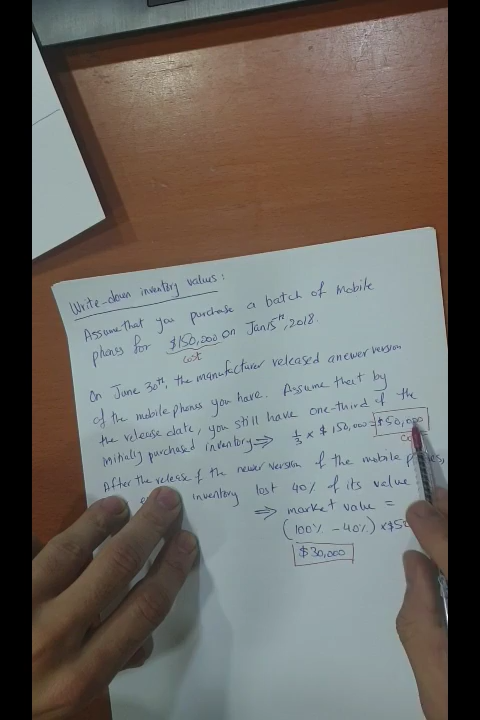 Write-down inventory values:
Assume that you purchase a batch of mobile
phones for $150,000 on Jan 15th, 2018.
cost
On June 30th, the manufacturer released a newer version
of the mobile phones you have. Assume that by
the release date, you still have one-third of the
initially purchased inventory ⇒ 1/3 × $150,000 = $50,000
After the release of the newer version of the mobile
inventory lost 40% of its value
⇒ market value =
(100% - 40%) × $50
$30,000